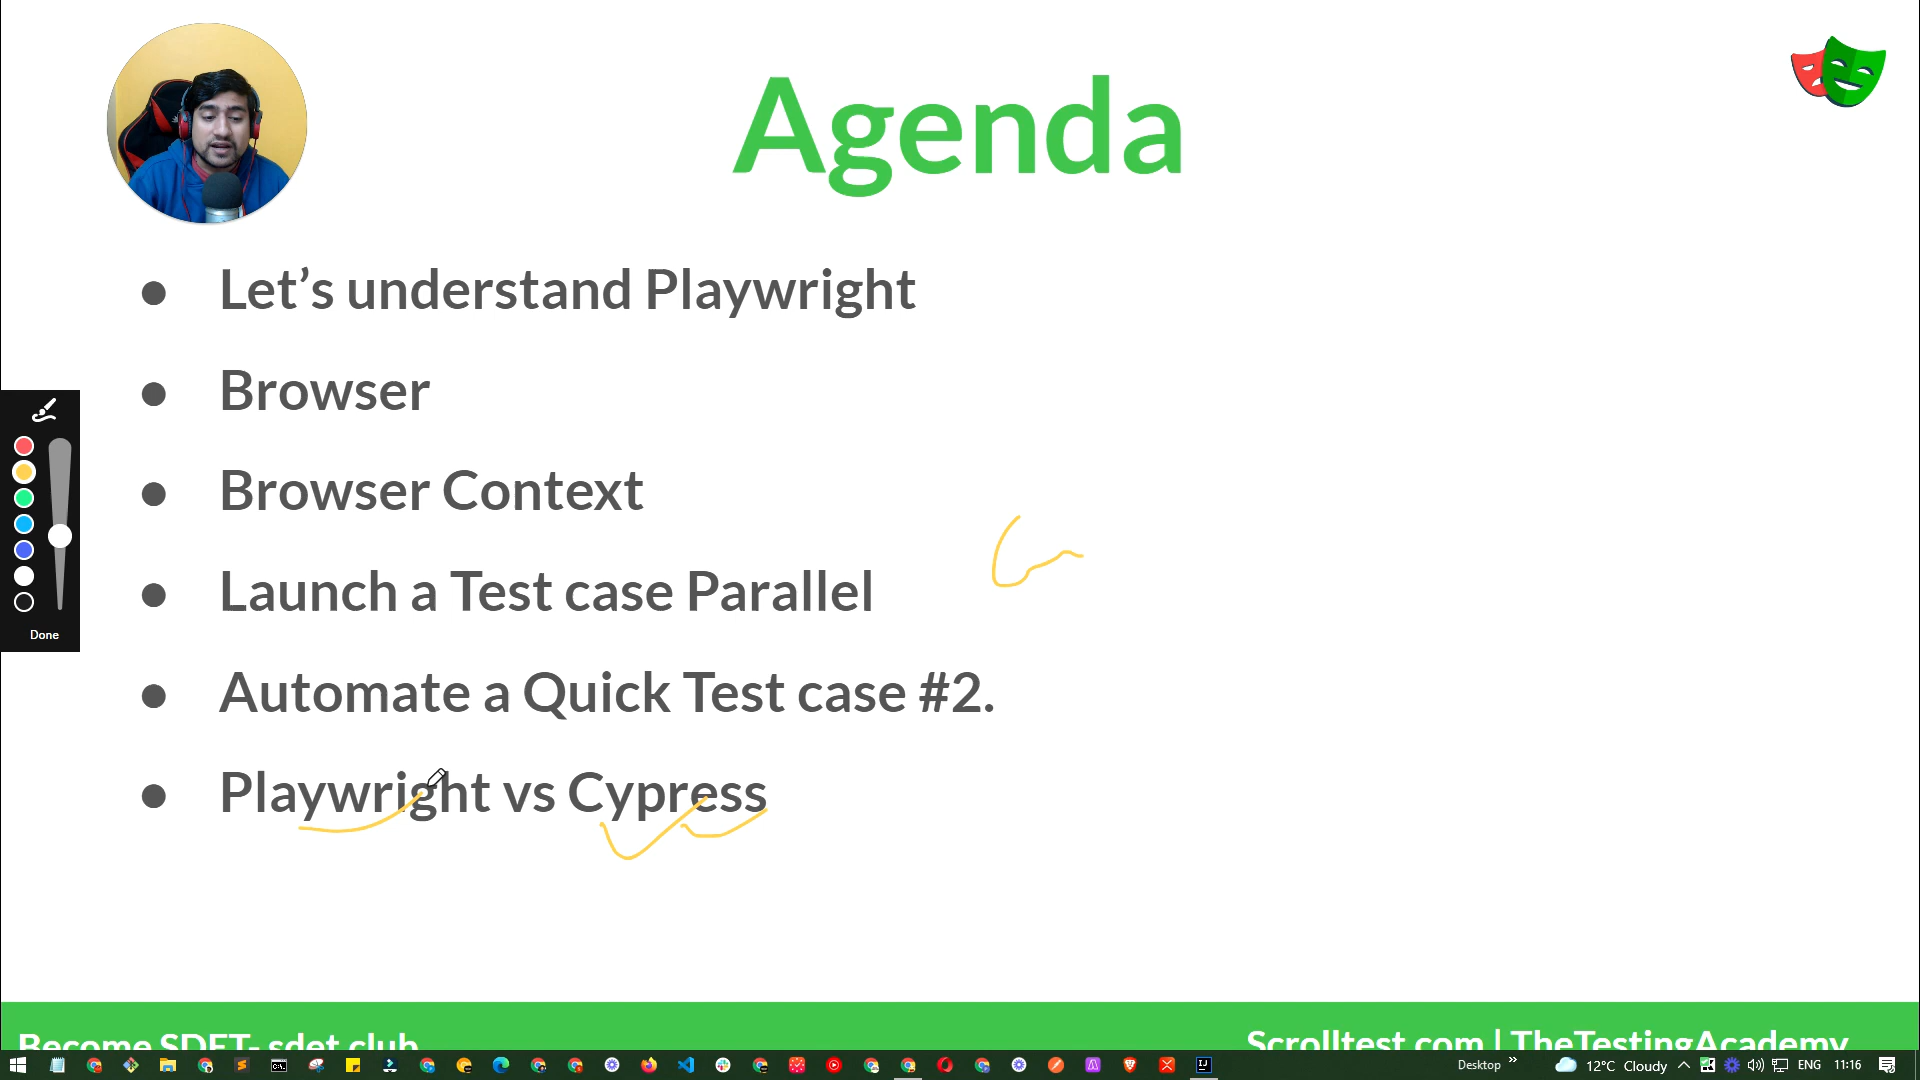 Agenda
● Let’s understand Playwright
● Browser
● Browser Context
● Launch a Test case Parallel
● Automate a Quick Test case #2.
● Playwright vs Cypress
Done
Become SDET- sdet.club
Scrolltest.com | TheTestingAcademy
Desktop
12°C Cloudy
ENG
11:16